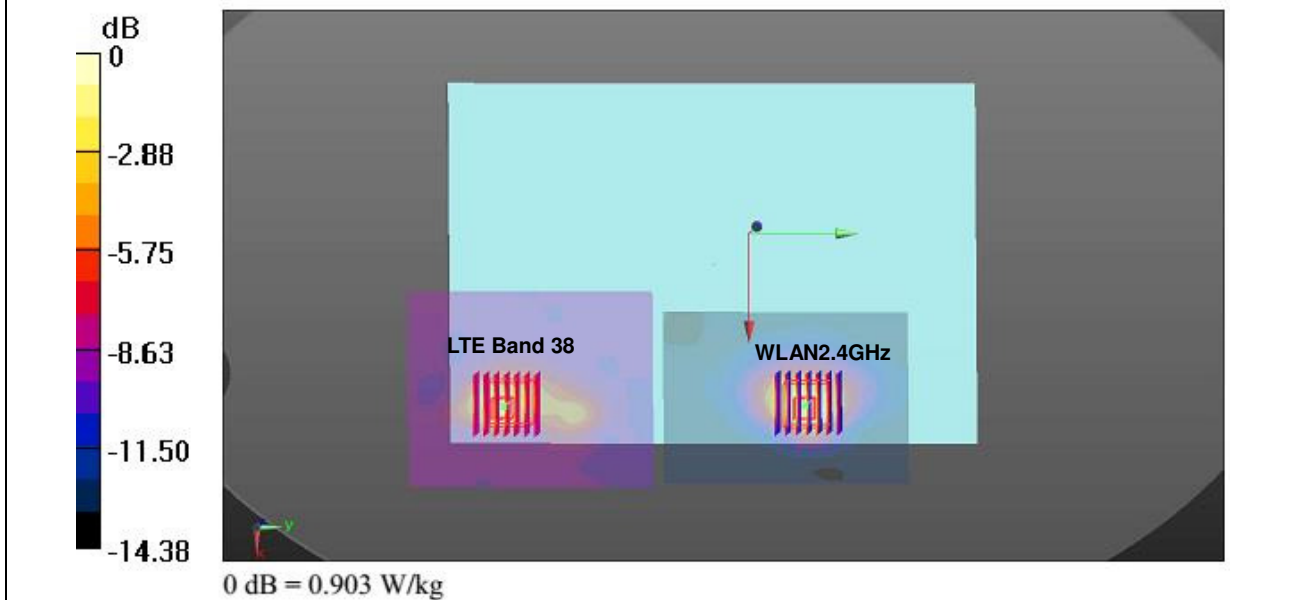 dB
0
-2.88
-5.75
-8.63
-11.50
-14.38
LTE Band 38
WLAN2.4GHz
y
x
0 dB = 0.903 W/kg